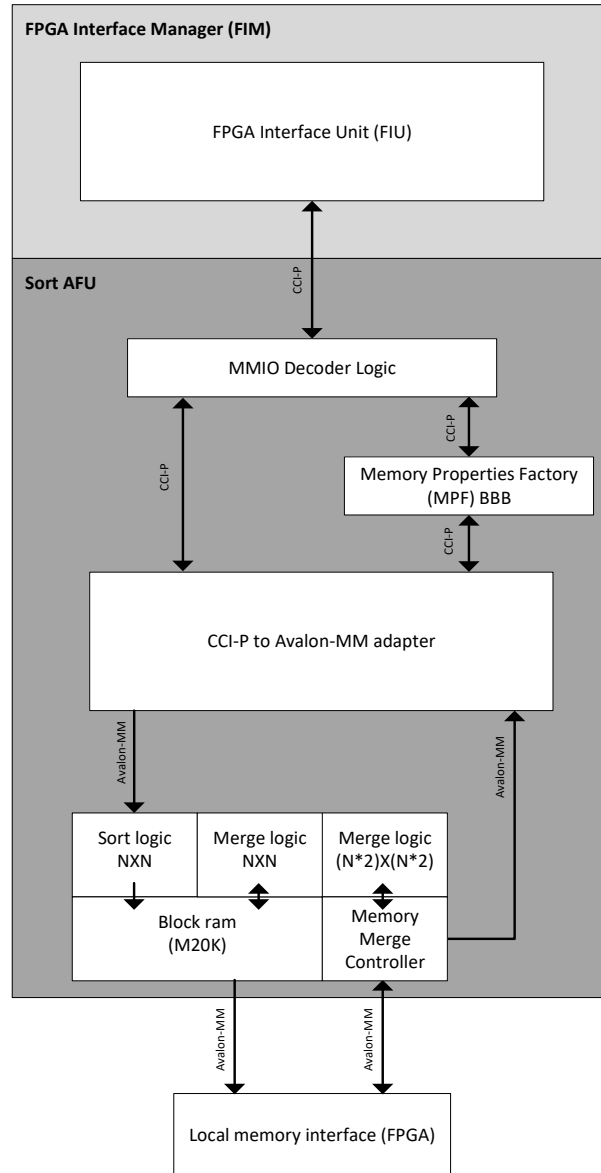 FPGA Interface Manager (FIM)
FPGA Interface Unit (FIU)
CCI-P
Sort AFU
MMIO Decoder Logic
CCI-P
CCI-P
Memory Properties Factory
(MPF) BBB
CCI-P
CCI-P to Avalon-MM adapter
Avalon-MM
Avalon-MM
Sort logic
NXN
Merge logic
NXN
Merge logic
(N*2)X(N*2)
Block ram
(M20K)
Memory
Merge
Controller
Avalon-MM
Avalon-MM
Local memory interface (FPGA)